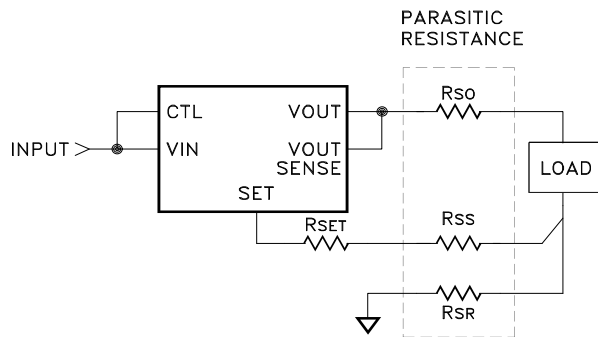 PARASITIC
RESISTANCE
CTL
VOUT
RSO
INPUT
VIN
VOUT
SENSE
LOAD
SET
RSET
RSS
RSR